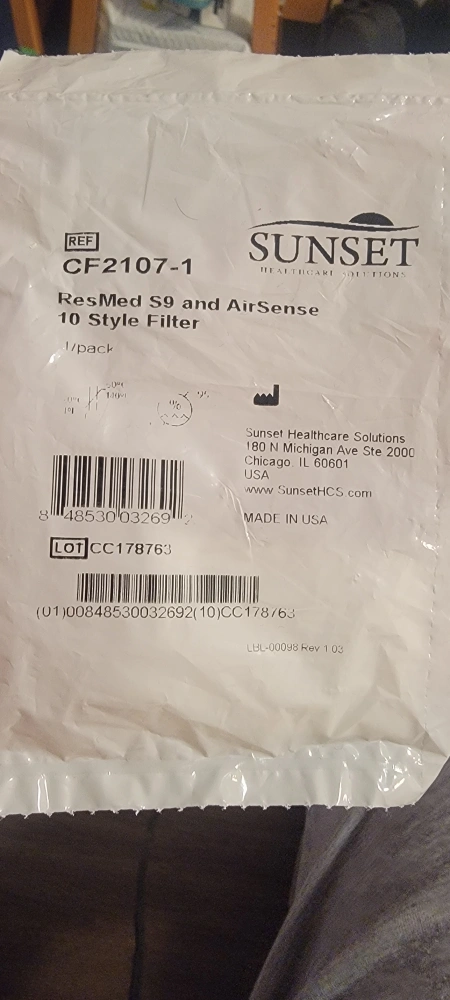 SUNSET
HEALTHCARE SOLUTIONS
REF
CF2107-1
ResMed S9 and AirSense
10 Style Filter
1/pack
Sunset Healthcare Solutions
180 N Michigan Ave Ste 2000
Chicago IL 60601
USA
www SunsetHCS com
MADE IN USA
8 48530 03269 2
LOT CC178763
(01)00848530032692(10)CC178763
LBL-00098 Rev 1 03